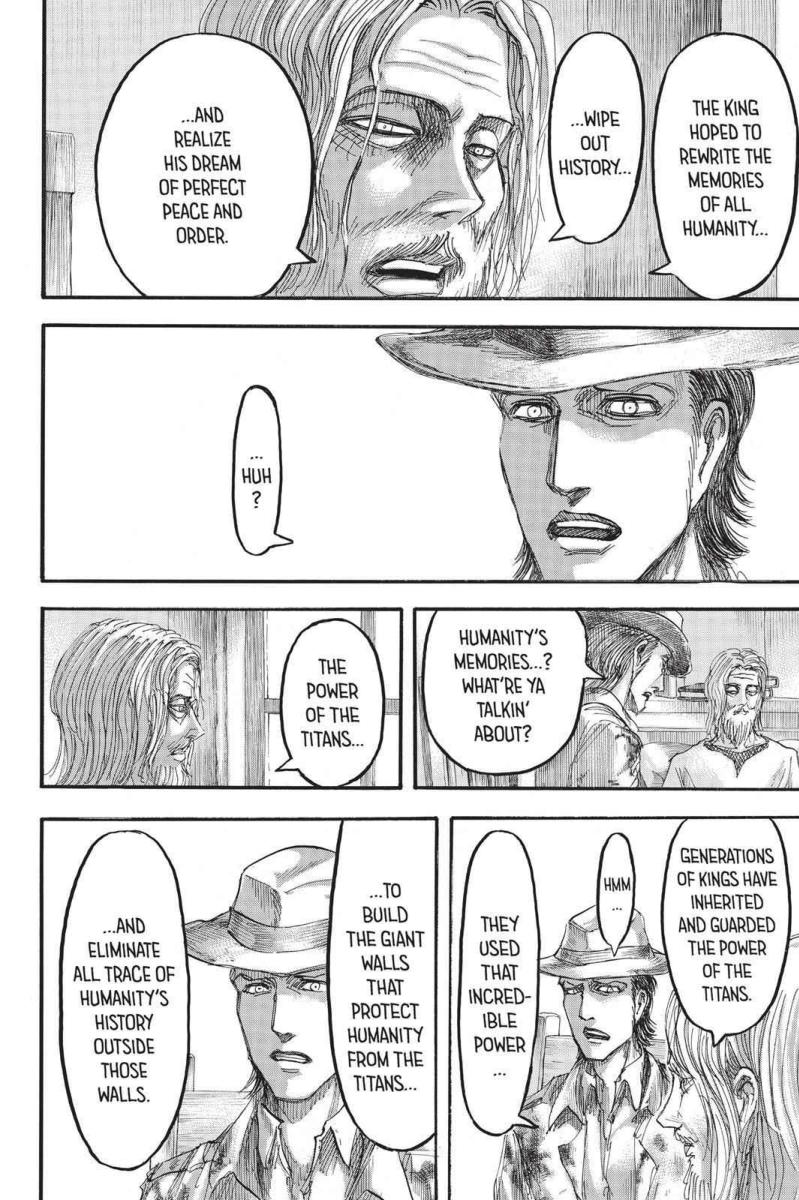 THE KING
HOPED TO
REWRITE THE
MEMORIES
OF ALL
HUMANITY...
...WIPE
OUT
HISTORY...
...AND
REALIZE
HIS DREAM
OF PERFECT
PEACE AND
ORDER.
...
HUH
?
HUMANITY'S
MEMORIES...?
WHAT'RE YA
TALKIN'
ABOUT?
THE
POWER
OF THE
TITANS...
GENERATIONS
OF KINGS HAVE
INHERITED
AND GUARDED
THE POWER
OF THE
TITANS.
HMM
...
THEY
USED
THAT
INCRED-
IBLE
POWER
...
...TO
BUILD
THE GIANT
WALLS
THAT
PROTECT
HUMANITY
FROM THE
TITANS...
...AND
ELIMINATE
ALL TRACE OF
HUMANITY'S
HISTORY
OUTSIDE
THOSE
WALLS.